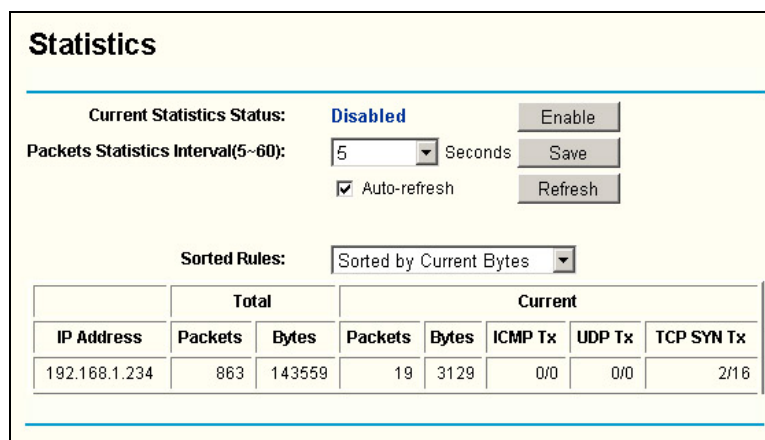 Statistics
Current Statistics Status: Disabled Enable
Packets Statistics Interval(5~60): 5 Seconds Save
Auto-refresh Refresh
Sorted Rules: Sorted by Current Bytes
Total Current
IP Address Packets Bytes Packets Bytes ICMP Tx UDP Tx TCP SYN Tx
192.168.1.234 863 143559 19 3129 0/0 0/0 2/16